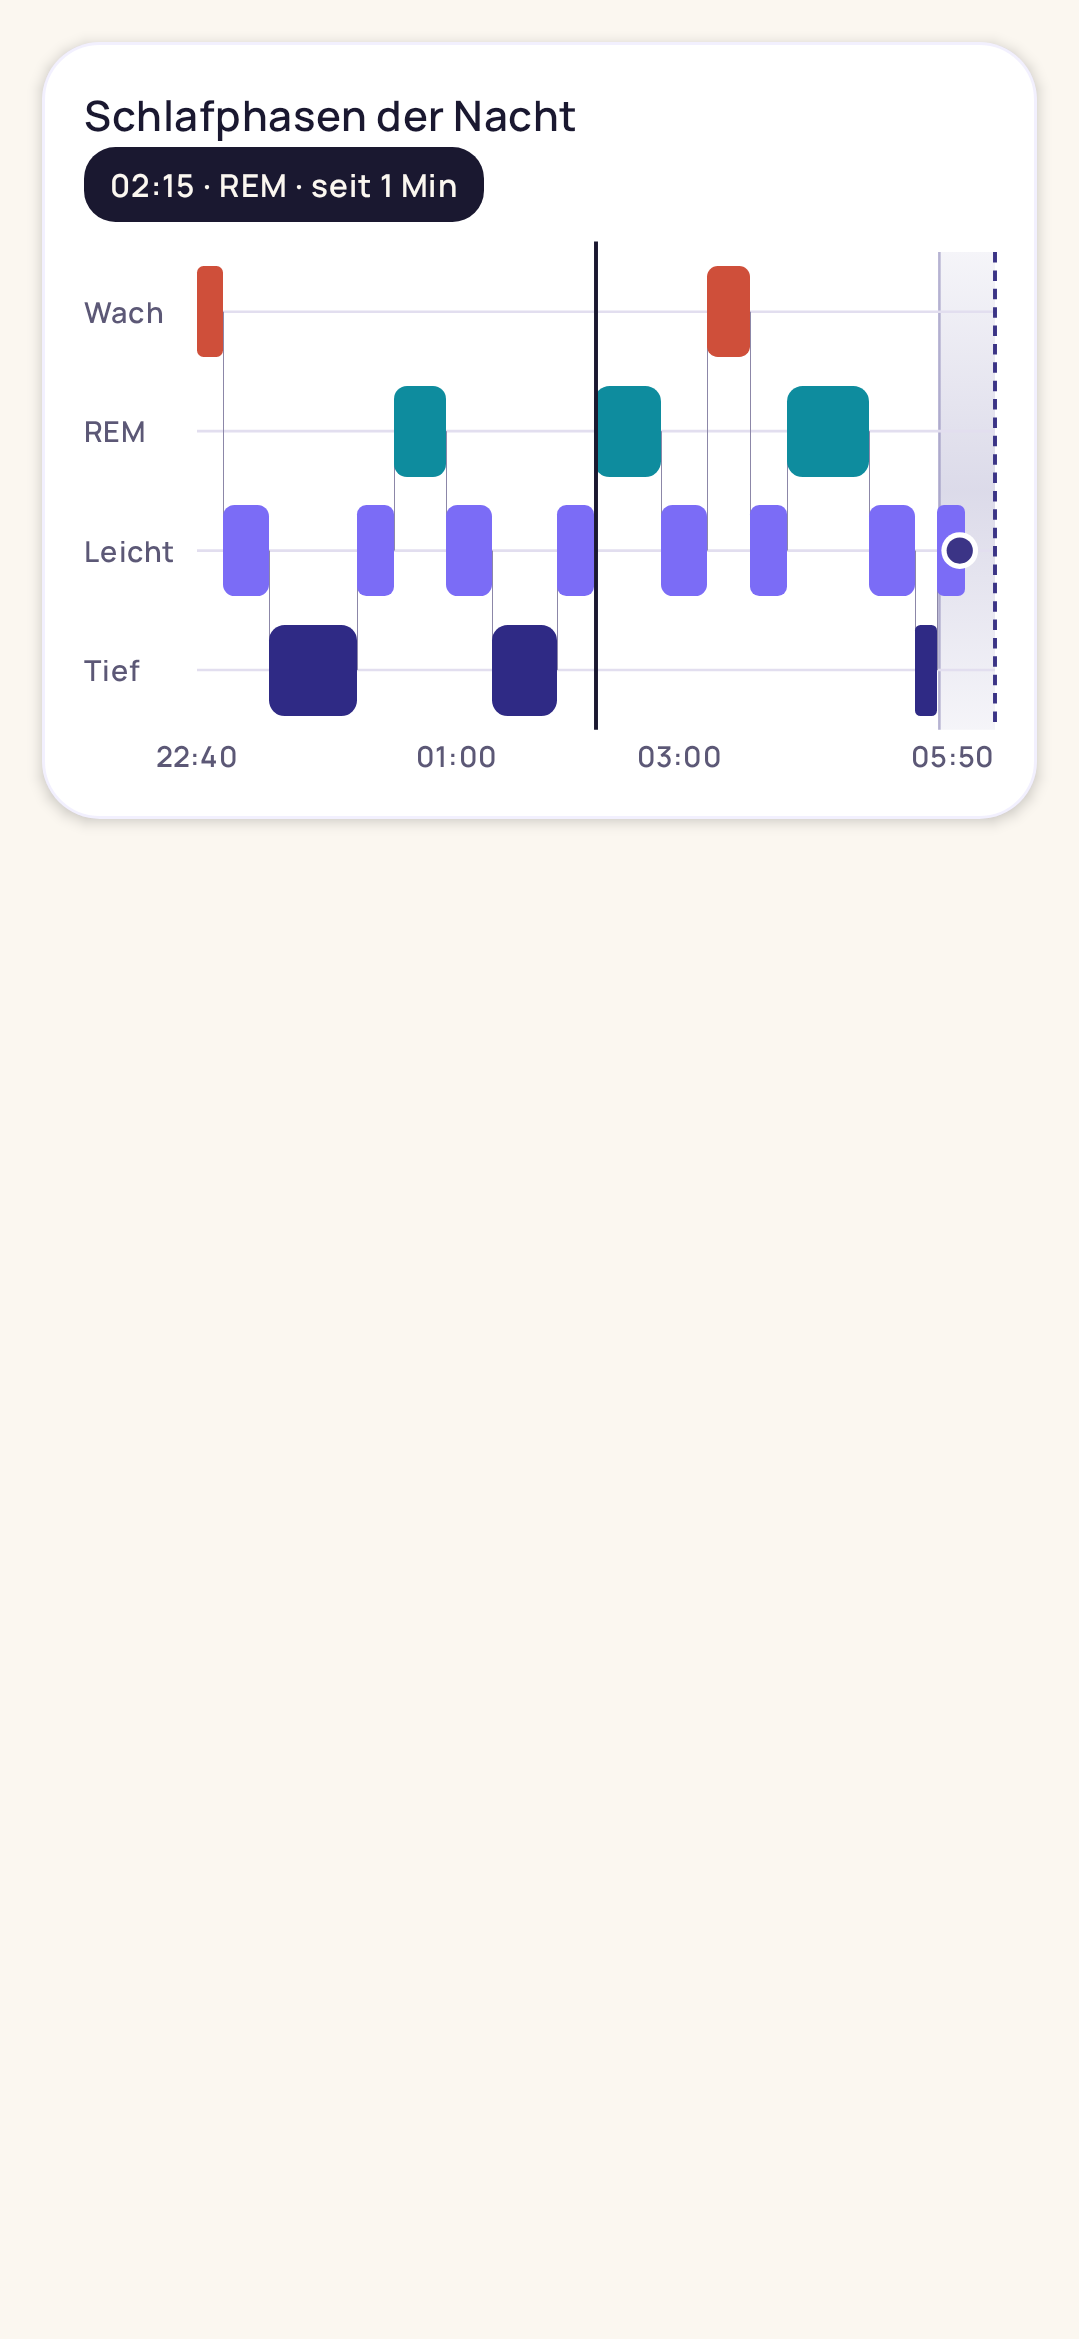 Schlafphasen der Nacht
02:15 · REM · seit 1 Min
Wach
REM
Leicht
Tief
22:40 01:00 03:00 05:50